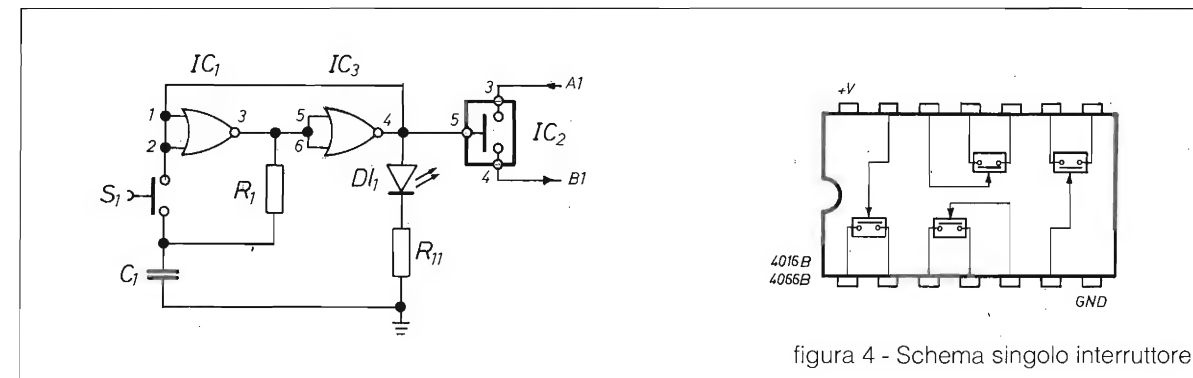 IC1 IC3
1 2 3 5 6 4
3 A1
5 IC2
4 B1
S1 R1 DI1
C1 R11
+V
4016B
4066B
GND
figura 4 - Schema singolo interruttore